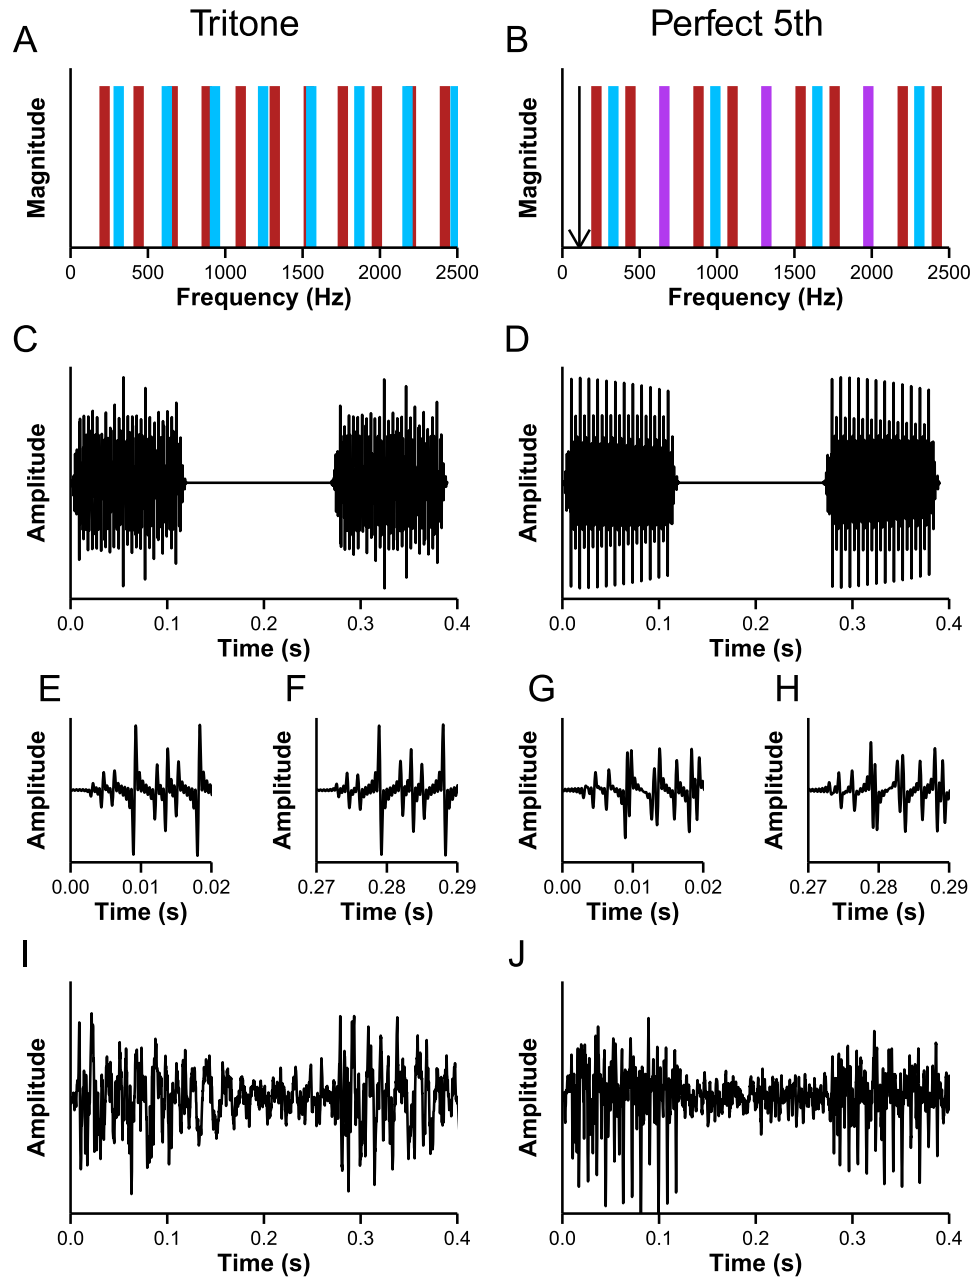 Tritone
Perfect 5th
A
B
Magnitude
Magnitude
0 500 1000 1500 2000 2500
0 500 1000 1500 2000 2500
Frequency (Hz)
Frequency (Hz)
C
D
Amplitude
Amplitude
0.0 0.1 0.2 0.3 0.4
0.0 0.1 0.2 0.3 0.4
Time (s)
Time (s)
E
F
G
H
Amplitude
Amplitude
Amplitude
Amplitude
0.00 0.01 0.02
0.27 0.28 0.29
0.00 0.01 0.02
0.27 0.28 0.29
Time (s)
Time (s)
Time (s)
Time (s)
I
J
Amplitude
Amplitude
0.0 0.1 0.2 0.3 0.4
0.0 0.1 0.2 0.3 0.4
Time (s)
Time (s)